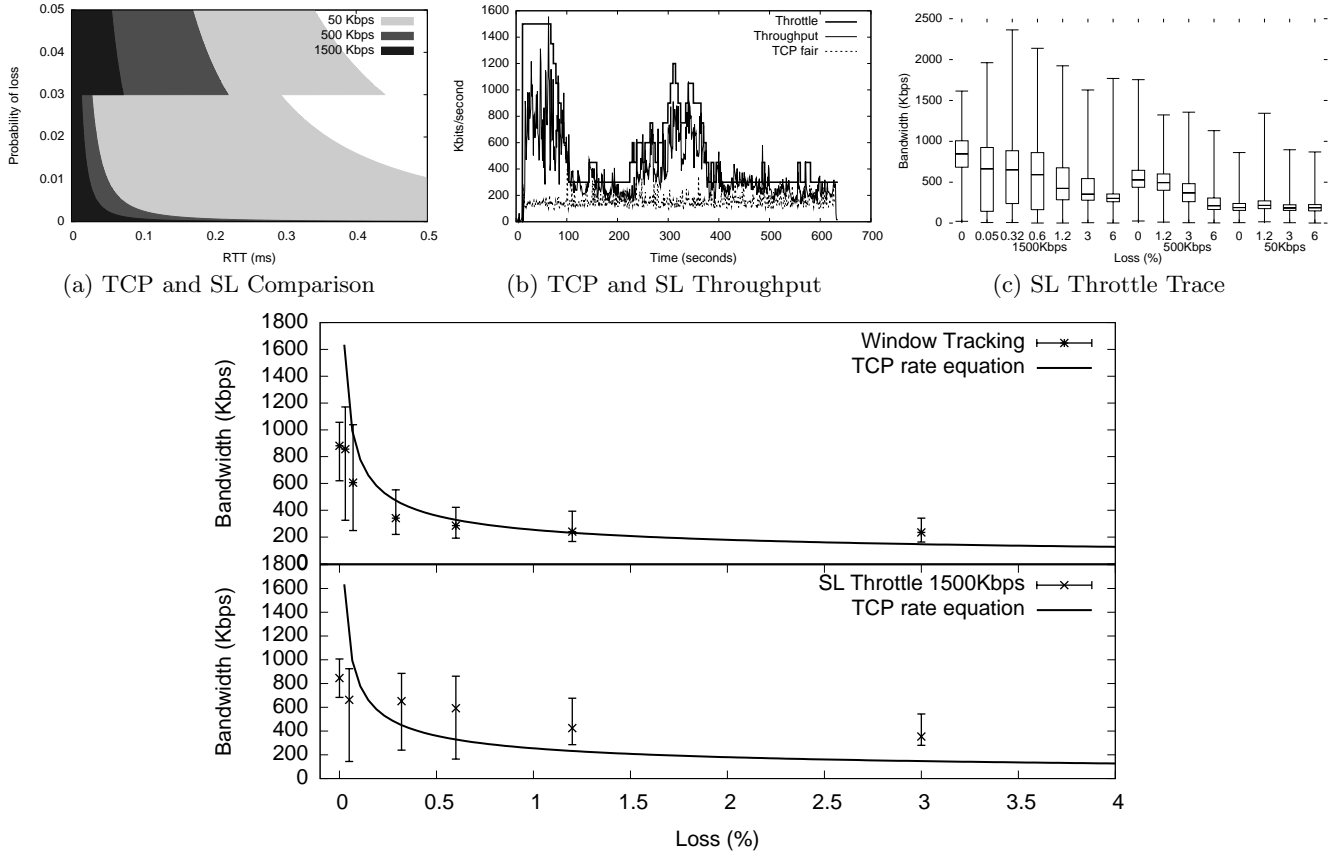 50 Kbps
500 Kbps
1500 Kbps
0.05
0.04
0.03
0.02
0.01
0
Probability of loss
0 0.1 0.2 0.3 0.4 0.5
RTT (ms)
(a) TCP and SL Comparison
Throttle
Throughput
TCP fair
1600
1400
1200
1000
800
600
400
200
0
Kbits/second
0 100 200 300 400 500 600 700
Time (seconds)
(b) TCP and SL Throughput
2500
2000
1500
1000
500
0
Bandwidth (Kbps)
0 0.05 0.32 0.6 1.2 3 6 0 1.2 3 6 0 1.2 3 6
1500Kbps 500Kbps 50Kbps
Loss (%)
(c) SL Throttle Trace
Window Tracking
TCP rate equation
1800
1600
1400
1200
1000
800
600
400
200
0
Bandwidth (Kbps)
SL Throttle 1500Kbps
TCP rate equation
1800
1600
1400
1200
1000
800
600
400
200
0
Bandwidth (Kbps)
0 0.5 1 1.5 2 2.5 3 3.5 4
Loss (%)